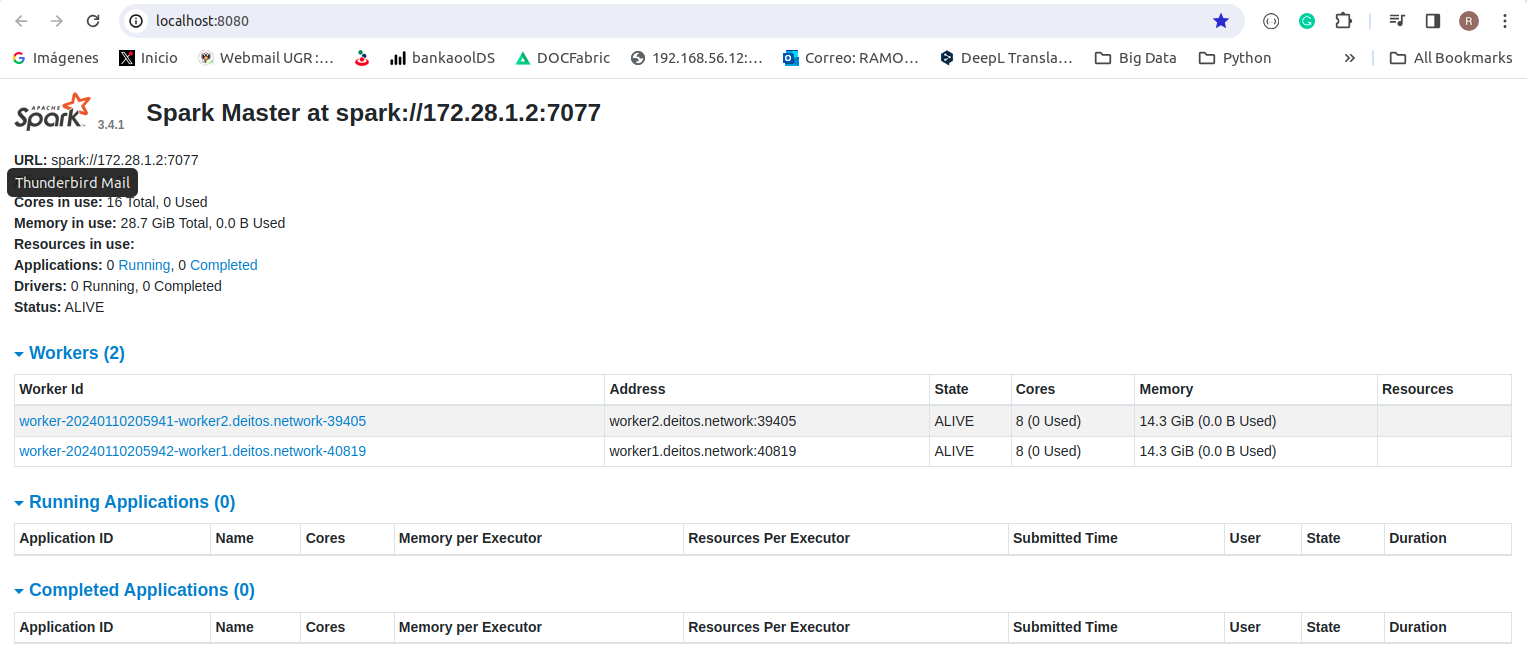 localhost:8080
Imágenes Inicio Webmail UGR :... bankaoolDS DOCFabric 192.168.56.12:... Correo: RAMO... DeepL Transla... Big Data Python » All Bookmarks
APACHE Spark 3.4.1 Spark Master at spark://172.28.1.2:7077
URL: spark://172.28.1.2:7077
Thunderbird Mail
Cores in use: 16 Total, 0 Used
Memory in use: 28.7 GiB Total, 0.0 B Used
Resources in use:
Applications: 0 Running, 0 Completed
Drivers: 0 Running, 0 Completed
Status: ALIVE
Workers (2)
Worker Id Address State Cores Memory Resources
worker-20240110205941-worker2.deitos.network-39405 worker2.deitos.network:39405 ALIVE 8 (0 Used) 14.3 GiB (0.0 B Used)
worker-20240110205942-worker1.deitos.network-40819 worker1.deitos.network:40819 ALIVE 8 (0 Used) 14.3 GiB (0.0 B Used)
Running Applications (0)
Application ID Name Cores Memory per Executor Resources Per Executor Submitted Time User State Duration
Completed Applications (0)
Application ID Name Cores Memory per Executor Resources Per Executor Submitted Time User State Duration